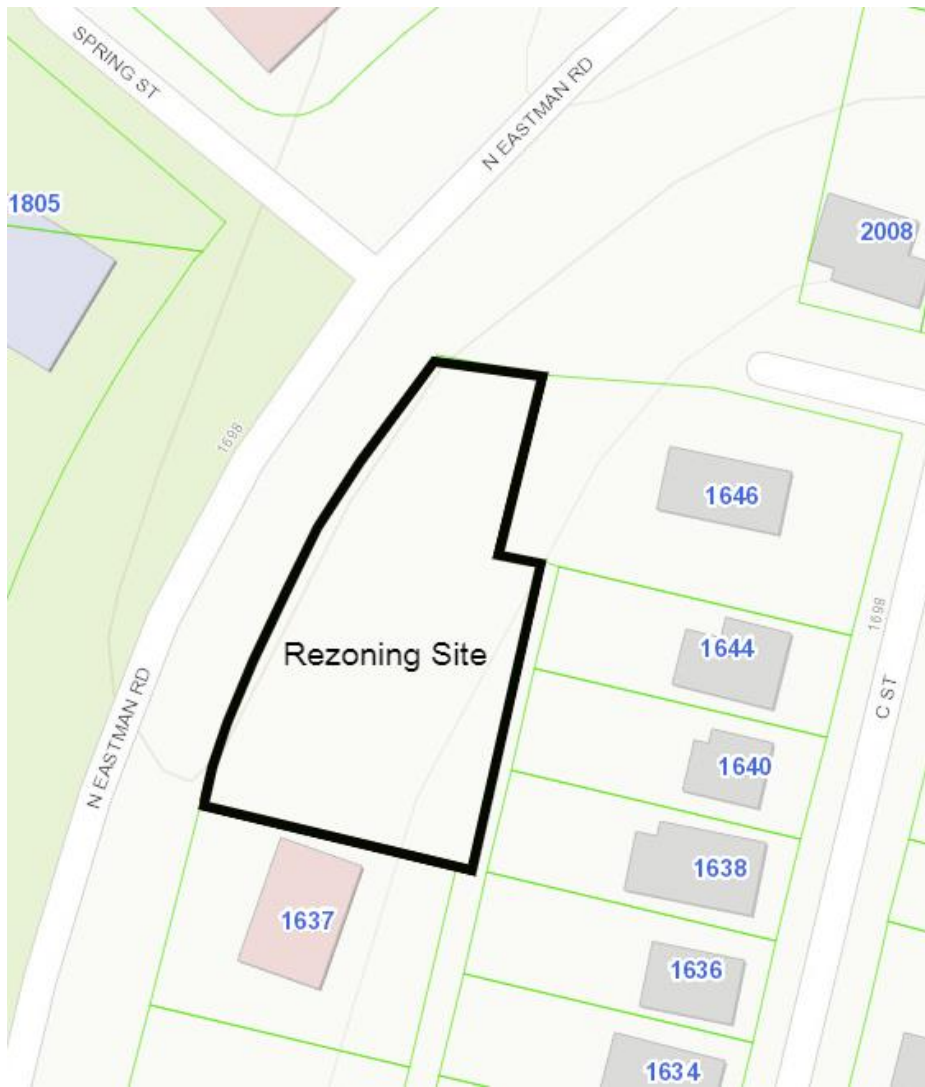 SPRING ST
N EASTMAN RD
1805
2008
1698
1646
Rezoning Site
1698
1644
C ST
N EASTMAN RD
1640
1638
1637
1636
1634